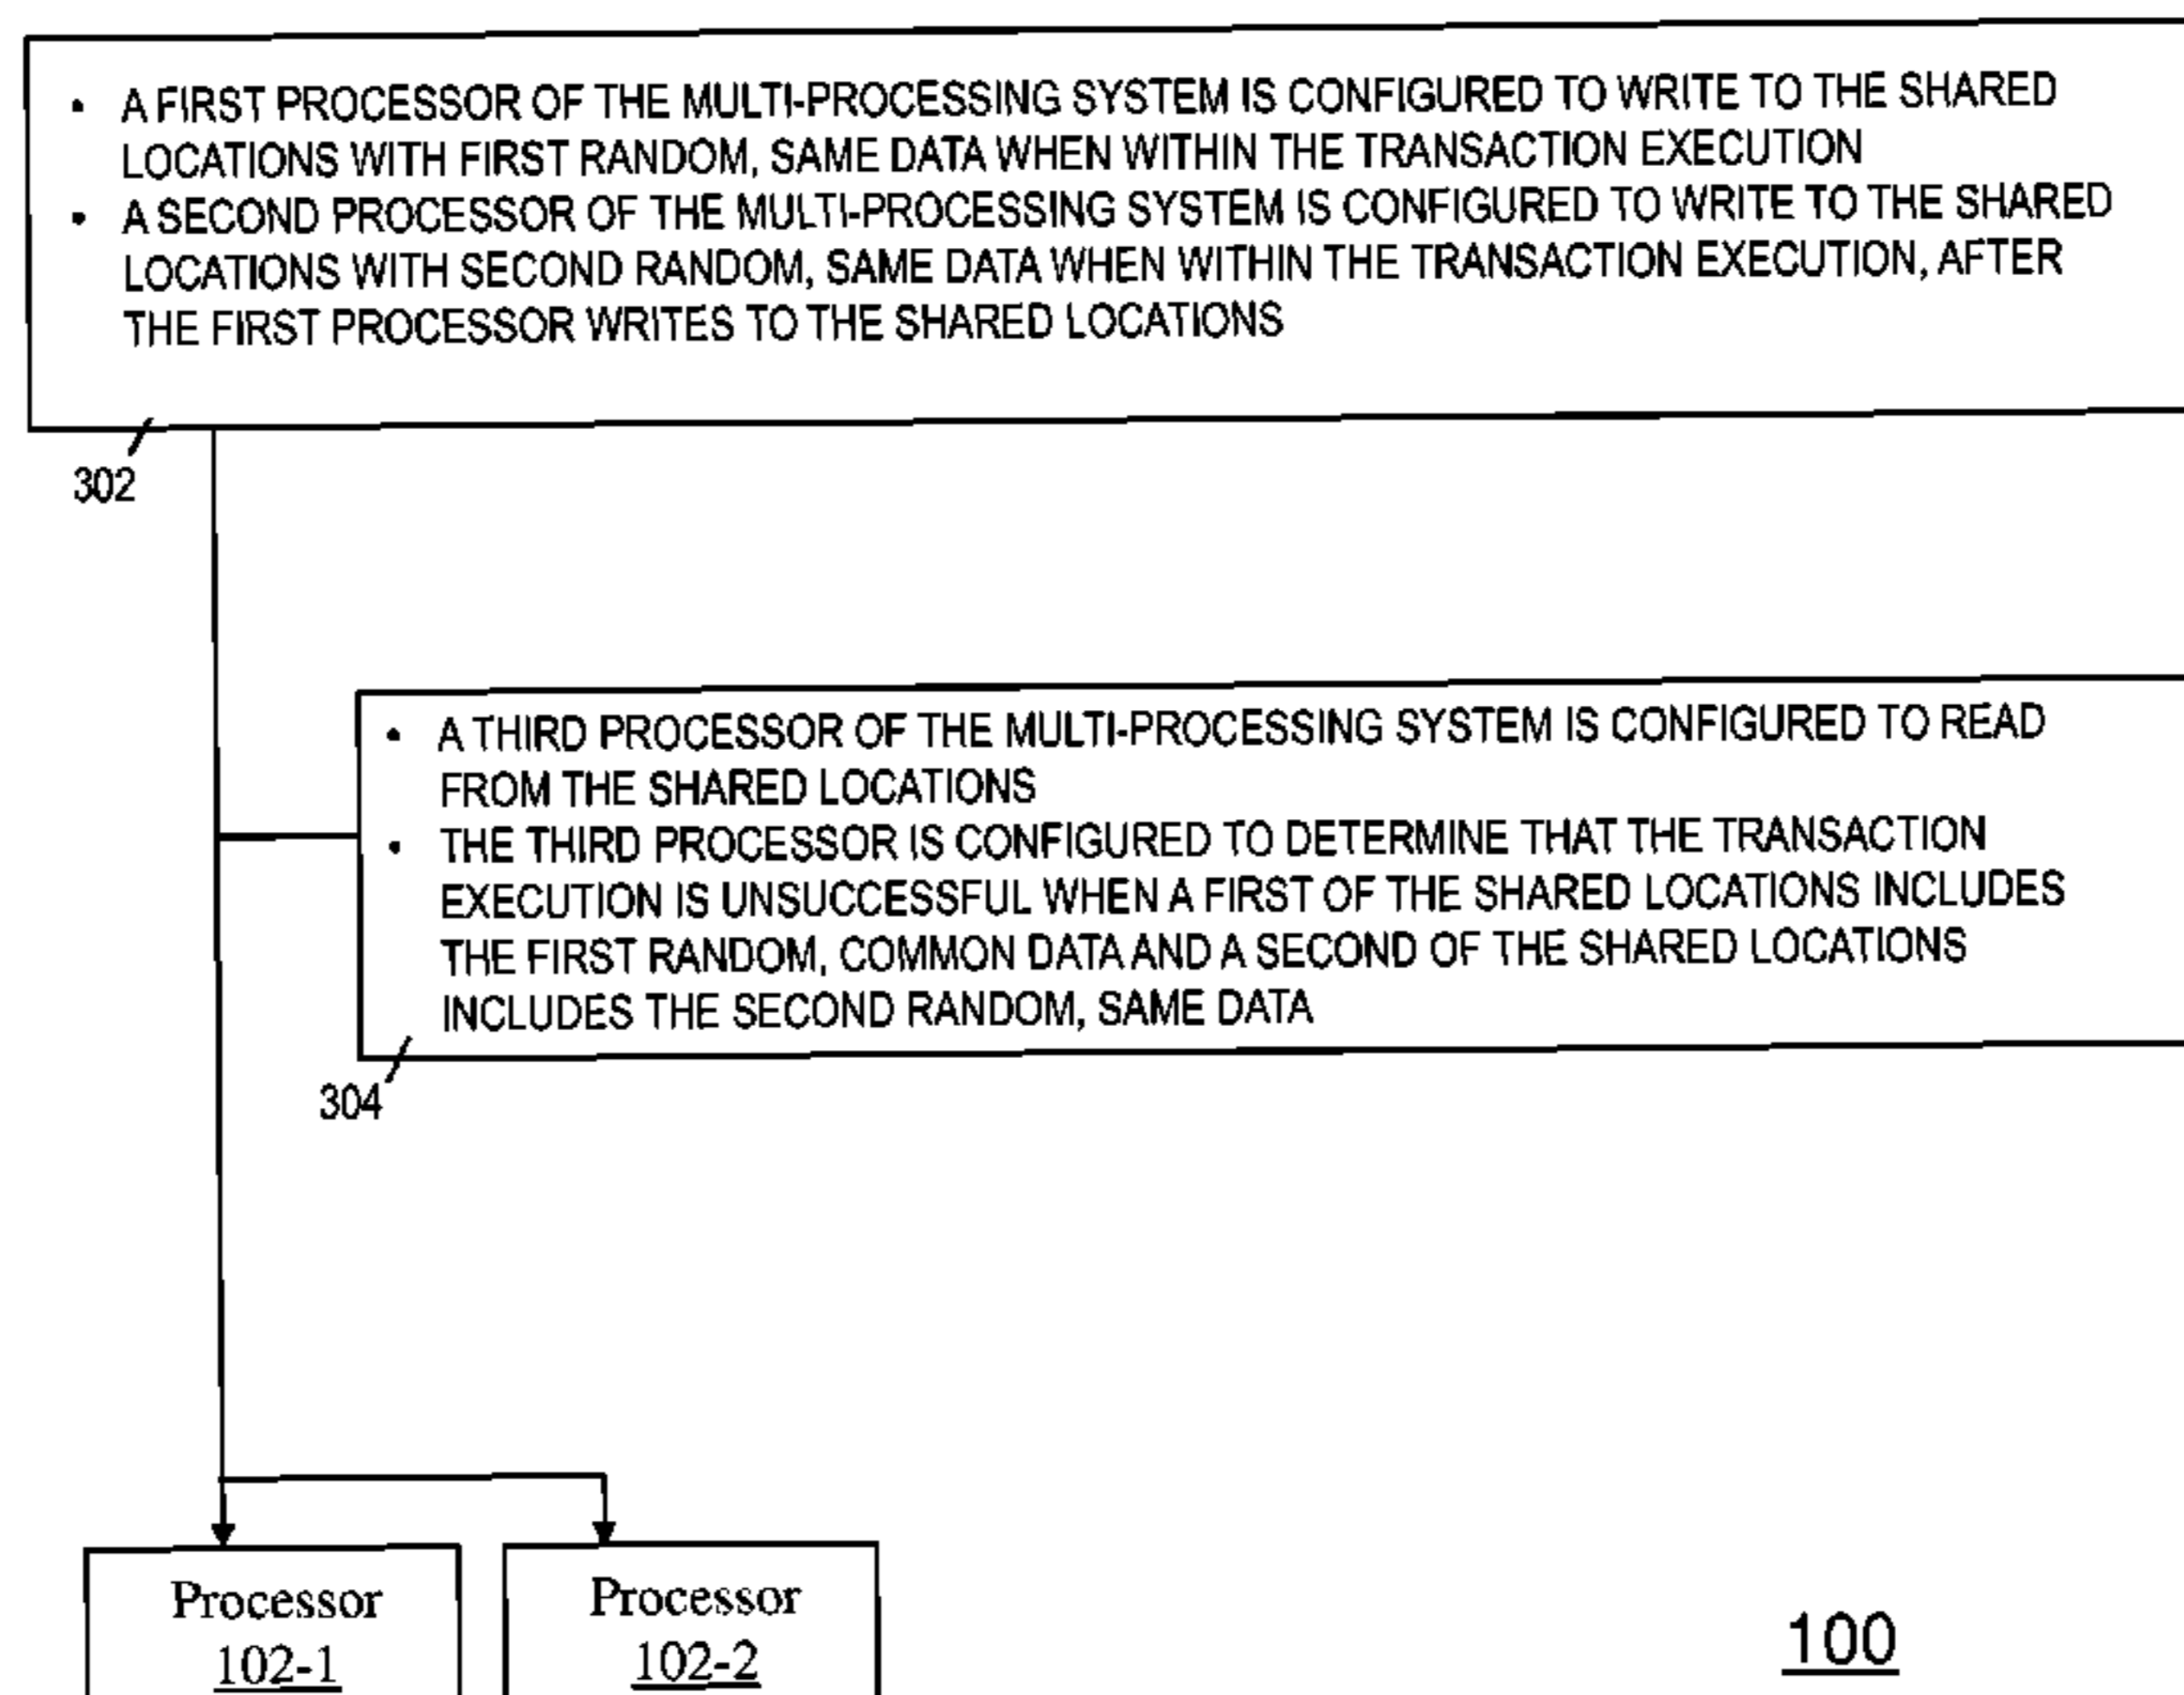 • A FIRST PROCESSOR OF THE MULTI-PROCESSING SYSTEM IS CONFIGURED TO WRITE TO THE SHARED
LOCATIONS WITH FIRST RANDOM, SAME DATA WHEN WITHIN THE TRANSACTION EXECUTION
• A SECOND PROCESSOR OF THE MULTI-PROCESSING SYSTEM IS CONFIGURED TO WRITE TO THE SHARED
LOCATIONS WITH SECOND RANDOM, SAME DATA WHEN WITHIN THE TRANSACTION EXECUTION, AFTER
THE FIRST PROCESSOR WRITES TO THE SHARED LOCATIONS
302
• A THIRD PROCESSOR OF THE MULTI-PROCESSING SYSTEM IS CONFIGURED TO READ
FROM THE SHARED LOCATIONS
• THE THIRD PROCESSOR IS CONFIGURED TO DETERMINE THAT THE TRANSACTION
EXECUTION IS UNSUCCESSFUL WHEN A FIRST OF THE SHARED LOCATIONS INCLUDES
THE FIRST RANDOM, COMMON DATA AND A SECOND OF THE SHARED LOCATIONS
INCLUDES THE SECOND RANDOM, SAME DATA
304
Processor
102-1
Processor
102-2
100